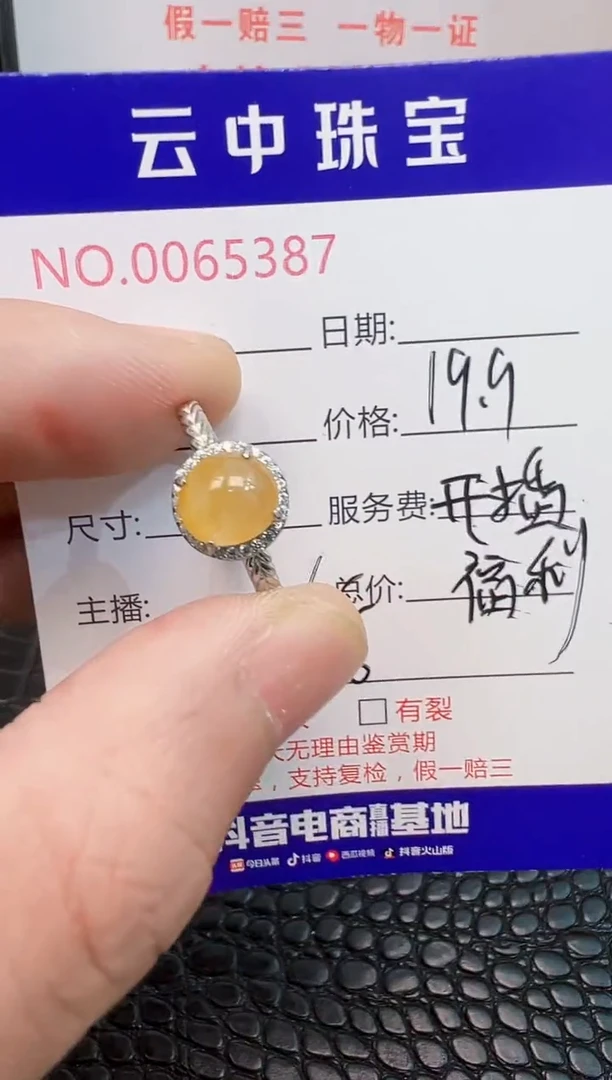 假一赔三 一物一证
云中珠宝
NO.0065387
日期:
价格: 19.9
尺寸: 服务费:开播
主播: 总价: 福利
有裂
无理由鉴赏期
,支持复检,假一赔三
抖音电商直播基地
今日头条 抖音 西瓜视频 抖音火山版